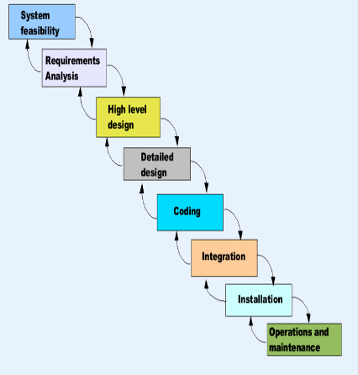 System
feasibility
Requirements
Analysis
High level
design
Detailed
design
Coding
Integration
Installation
Operations and
maintenance